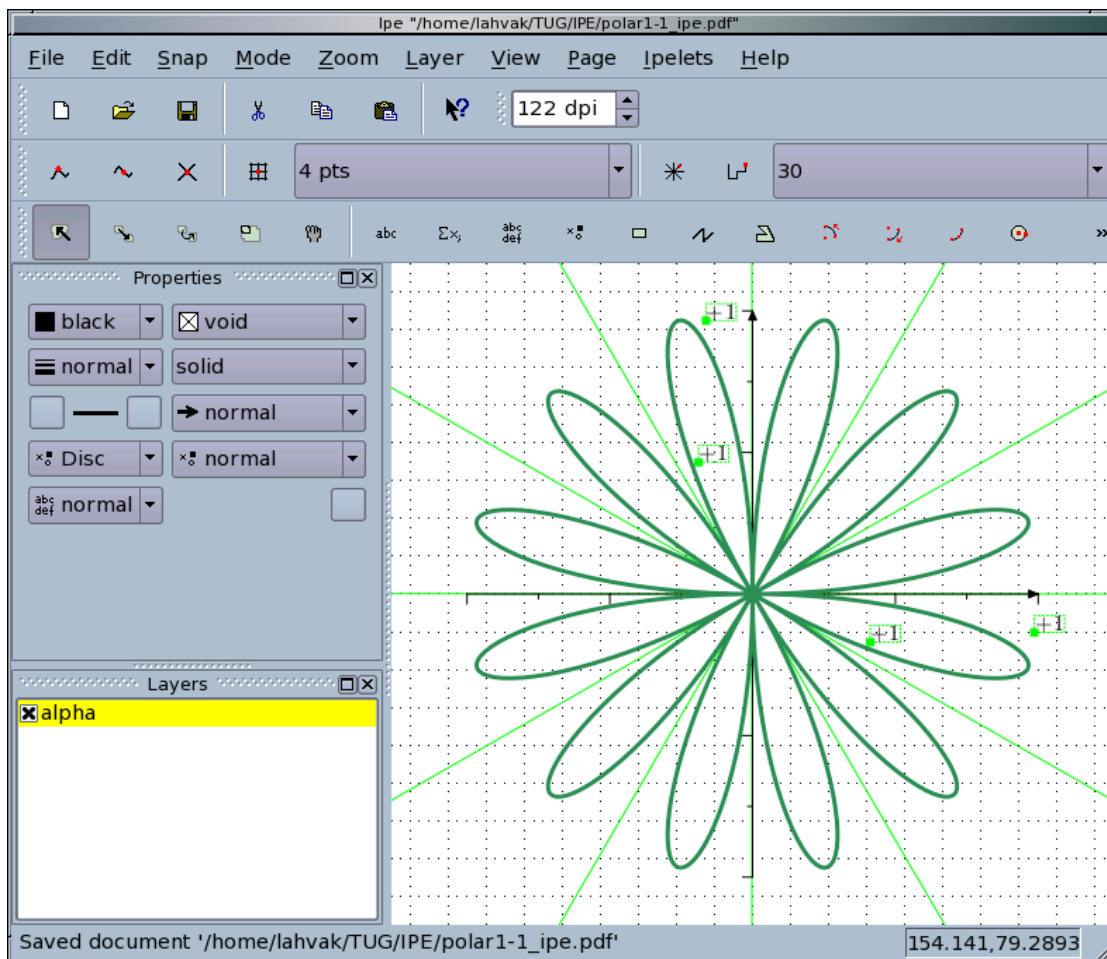 Ipe "/home/lahvak/TUG/IPE/polar1-1_ipe.pdf"
File Edit Snap Mode Zoom Layer View Page Ipelets Help
122 dpi
4 pts 30
abc Σxᵢ abc def »
Properties
black void
normal solid
normal
Disc normal
abc def normal
+1
+1
+1
+1
Layers
alpha
Saved document '/home/lahvak/TUG/IPE/polar1-1_ipe.pdf' 154.141,79.2893